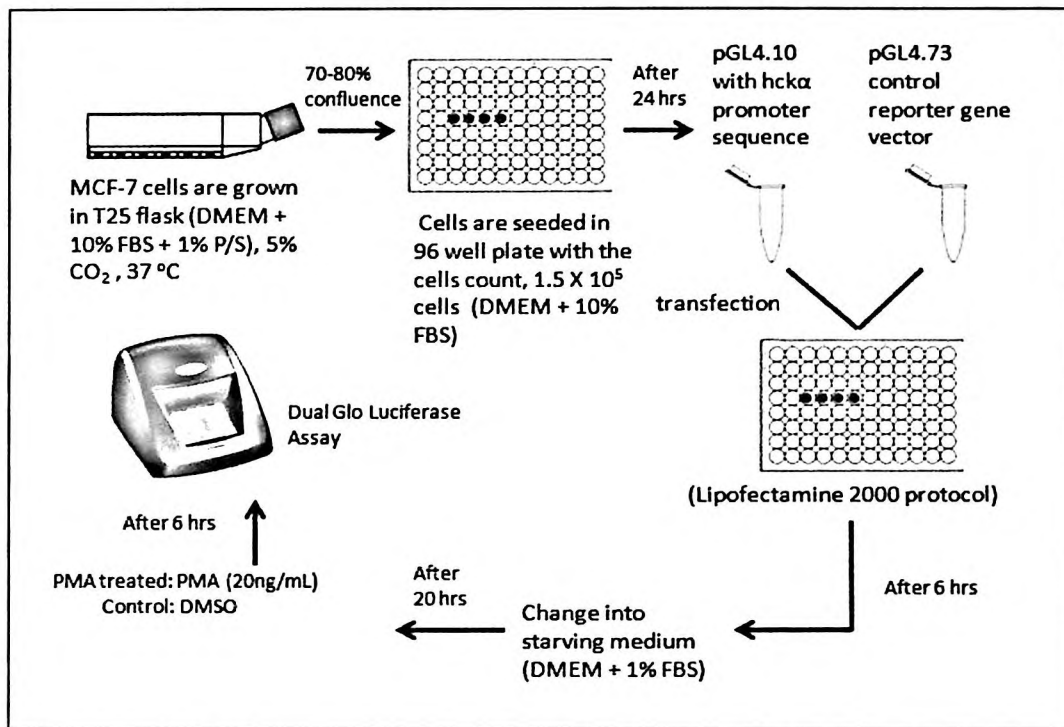 70-80%
confluence
MCF-7 cells are grown
in T25 flask (DMEM +
10% FBS + 1% P/S), 5%
CO₂ , 37 ºC
Cells are seeded in
96 well plate with the
cells count, 1.5 X 10⁵
cells (DMEM + 10%
FBS)
After
24 hrs
pGL4.10
with hckα
promoter
sequence
pGL4.73
control
reporter gene
vector
transfection
(Lipofectamine 2000 protocol)
After 6 hrs
Change into
starving medium
(DMEM + 1% FBS)
After
20 hrs
PMA treated: PMA (20ng/mL)
Control: DMSO
After 6 hrs
Dual Glo Luciferase
Assay